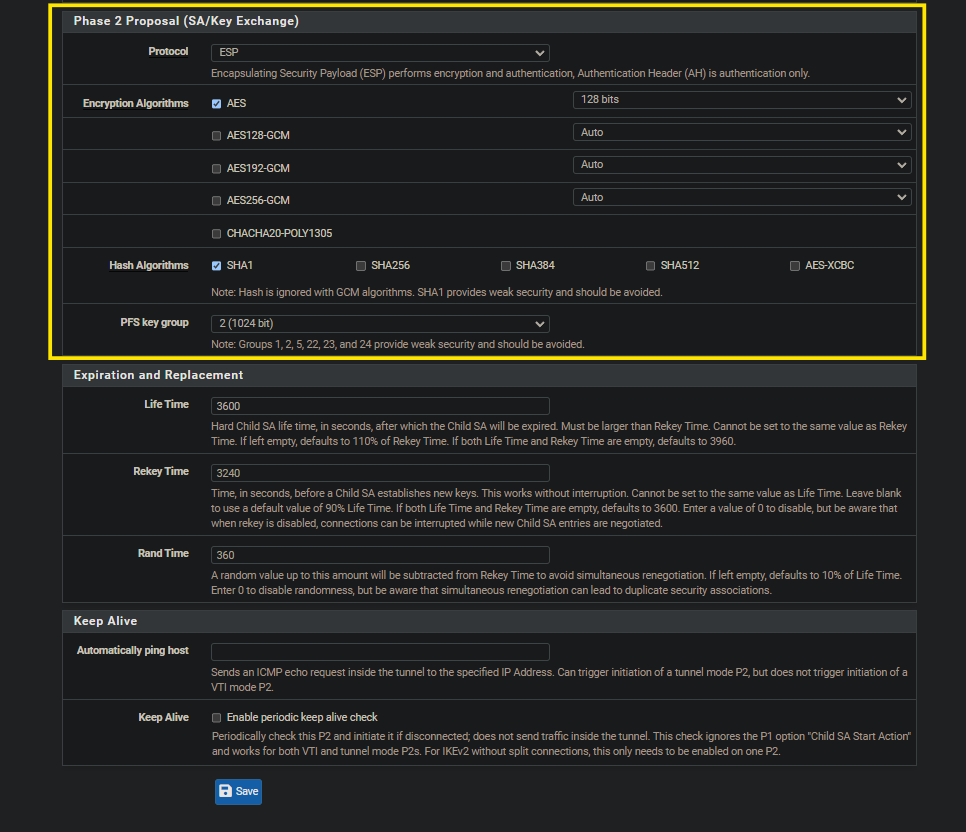 Phase 2 Proposal (SA/Key Exchange)
Protocol
ESP
Encapsulating Security Payload (ESP) performs encryption and authentication, Authentication Header (AH) is authentication only.
Encryption Algorithms AES 128 bits
AES128-GCM Auto
AES192-GCM Auto
AES256-GCM Auto
CHACHA20-POLY1305
Hash Algorithms SHA1 SHA256 SHA384 SHA512 AES-XCBC
Note: Hash is ignored with GCM algorithms. SHA1 provides weak security and should be avoided.
PFS key group 2 (1024 bit)
Note: Groups 1, 2, 5, 22, 23, and 24 provide weak security and should be avoided.
Expiration and Replacement
Life Time 3600
Hard Child SA life time, in seconds, after which the Child SA will be expired. Must be larger than Rekey Time. Cannot be set to the same value as Rekey
Time. If left empty, defaults to 110% of Rekey Time. If both Life Time and Rekey Time are empty, defaults to 3960.
Rekey Time 3240
Time, in seconds, before a Child SA establishes new keys. This works without interruption. Cannot be set to the same value as Life Time. Leave blank
to use a default value of 90% Life Time. If both Life Time and Rekey Time are empty, defaults to 3600. Enter a value of 0 to disable, but be aware that
when rekey is disabled, connections can be interrupted while new Child SA entries are negotiated.
Rand Time 360
A random value up to this amount will be subtracted from Rekey Time to avoid simultaneous renegotiation. If left empty, defaults to 10% of Life Time.
Enter 0 to disable randomness, but be aware that simultaneous renegotiation can lead to duplicate security associations.
Keep Alive
Automatically ping host
Sends an ICMP echo request inside the tunnel to the specified IP Address. Can trigger initiation of a tunnel mode P2, but does not trigger initiation of a
VTI mode P2.
Keep Alive Enable periodic keep alive check
Periodically check this P2 and initiate it if disconnected; does not send traffic inside the tunnel. This check ignores the P1 option "Child SA Start Action"
and works for both VTI and tunnel mode P2s. For IKEv2 without split connections, this only needs to be enabled on one P2.
Save